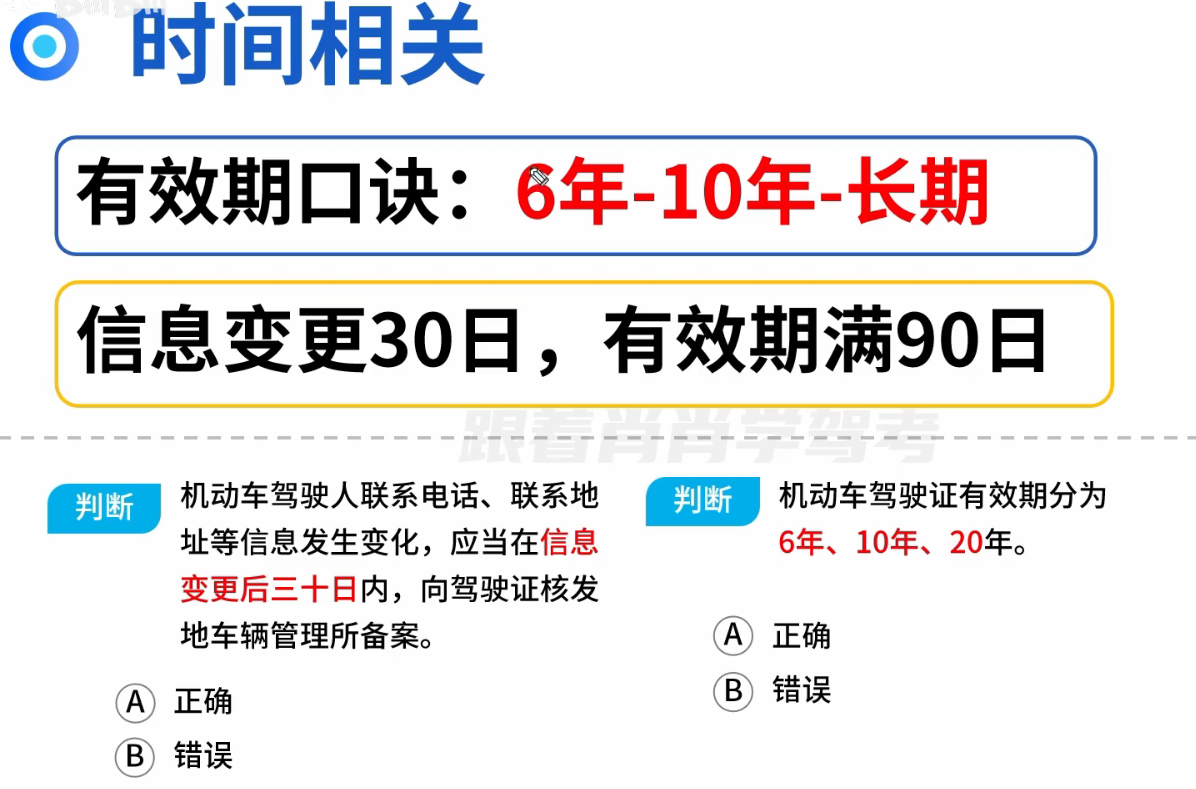 时间相关
有效期口诀：6年-10年-长期
信息变更30日，有效期满90日
跟着肖肖学驾考
判断
机动车驾驶人联系电话、联系地
址等信息发生变化，应当在信息
变更后三十日内，向驾驶证核发
地车辆管理所备案。
A 正确
B 错误
判断
机动车驾驶证有效期分为
6年、10年、20年。
A 正确
B 错误